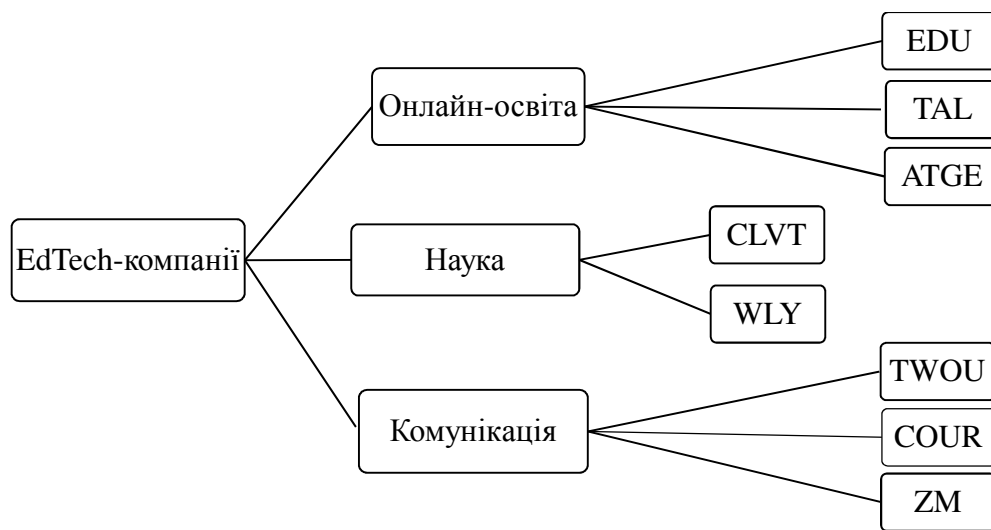 EDU
Онлайн-освіта
TAL
ATGE
EdTech-компанії
Наука
CLVT
WLY
Комунікація
TWOU
COUR
ZM